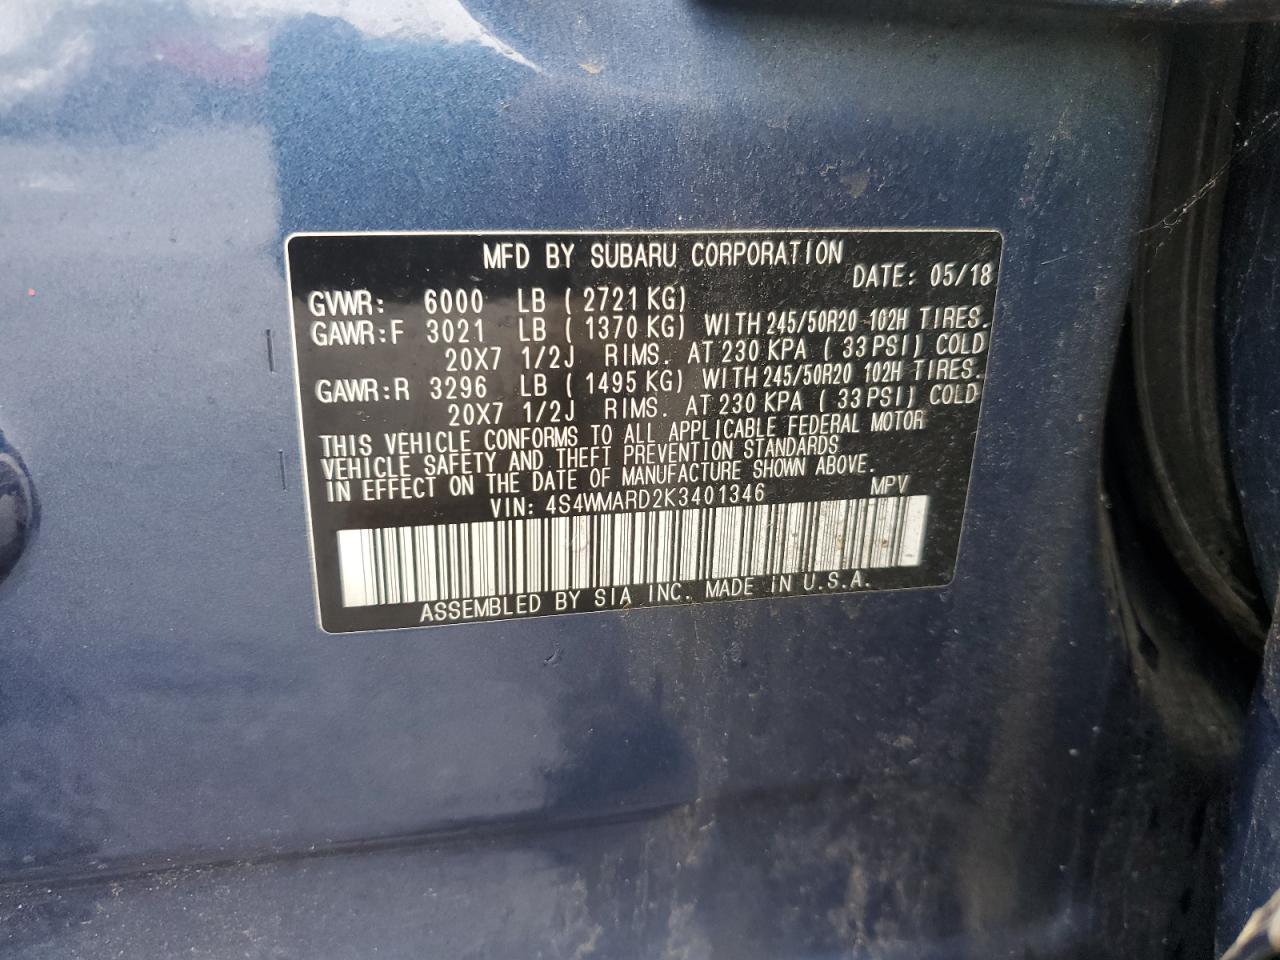 MFD BY SUBARU CORPORATION
DATE: 05/18
GVWR: 6000 LB ( 2721 KG)
GAWR:F 3021 LB ( 1370 KG) WITH 245/50R20 102H TIRES.
20X7 1/2J RIMS. AT 230 KPA ( 33 PSI) COLD
GAWR:R 3296 LB ( 1495 KG) WITH 245/50R20 102H TIRES.
20X7 1/2J RIMS. AT 230 KPA ( 33 PSI) COLD
THIS VEHICLE CONFORMS TO ALL APPLICABLE FEDERAL MOTOR
VEHICLE SAFETY AND THEFT PREVENTION STANDARDS
IN EFFECT ON THE DATE OF MANUFACTURE SHOWN ABOVE.
VIN: 4S4WMARD2K3401346 MPV
ASSEMBLED BY SIA INC. MADE IN U.S.A.